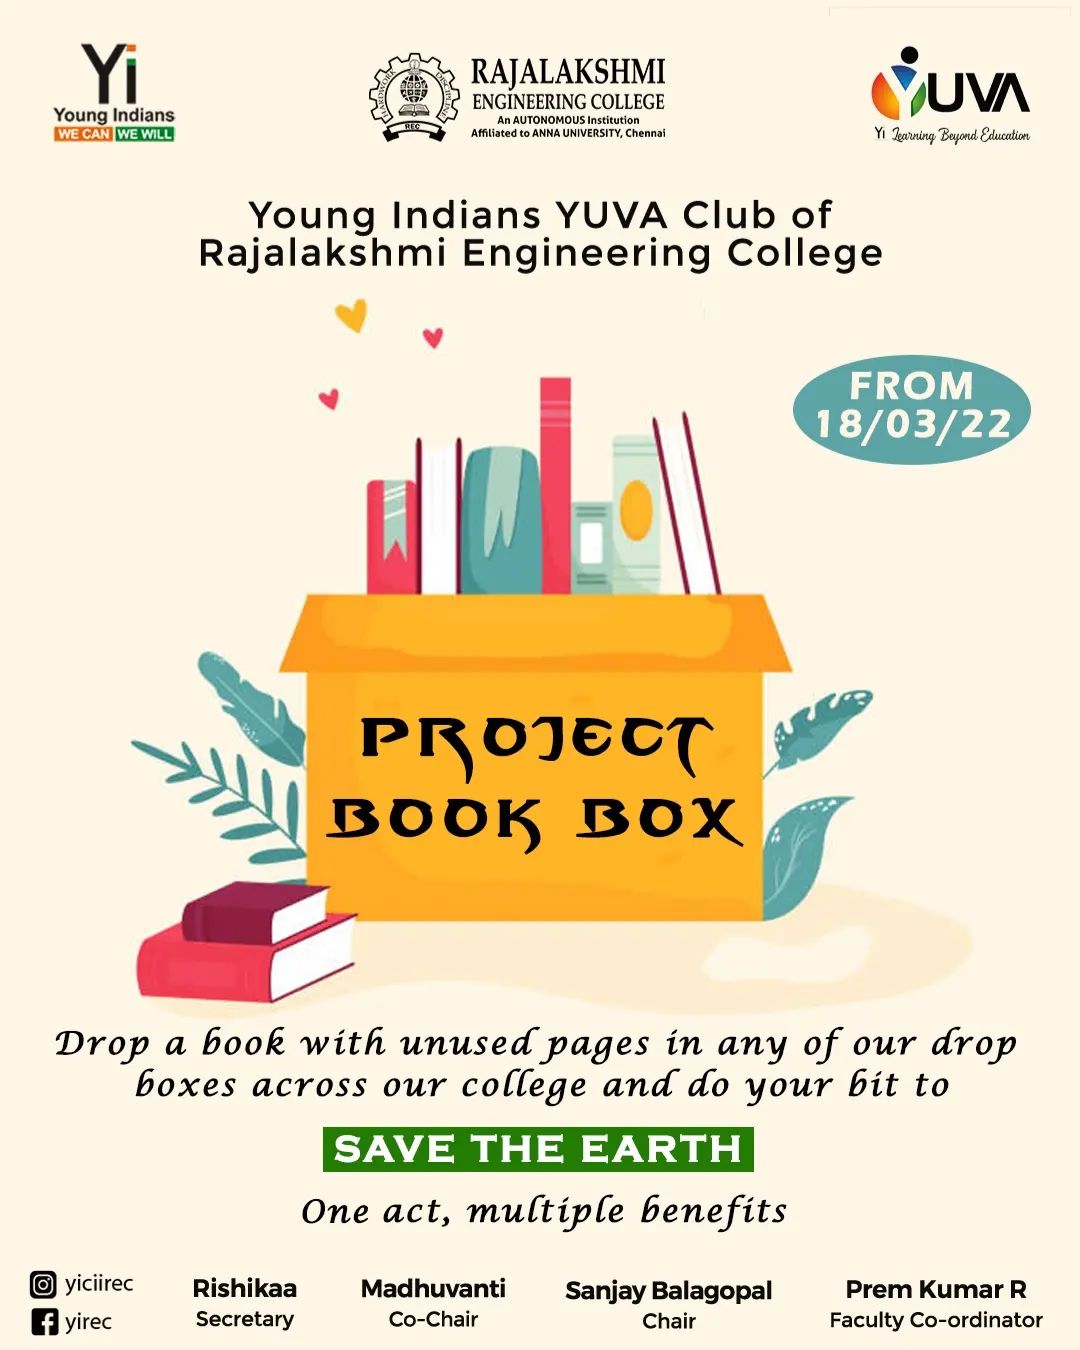 Yi
Young Indians
WE CAN WE WILL
HARDWORK DISCIPLINE
REC
RAJALAKSHMI
ENGINEERING COLLEGE
An AUTONOMOUS Institution
Affiliated to ANNA UNIVERSITY, Chennai
YUVA
Yi Learning Beyond Education
Young Indians YUVA Club of
Rajalakshmi Engineering College
FROM
18/03/22
PROJECT
BOOK BOX
Drop a book with unused pages in any of our drop
boxes across our college and do your bit to
SAVE THE EARTH
One act, multiple benefits
yiciirec
yirec
Rishikaa
Secretary
Madhuvanti
Co-Chair
Sanjay Balagopal
Chair
Prem Kumar R
Faculty Co-ordinator